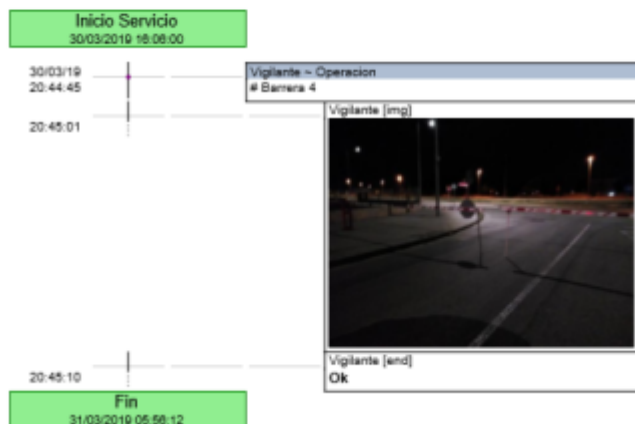 Inicio Servicio
30/03/2019 16:06:00
30/03/19
20:44:45
Vigilante ~ Operacion
# Barrera 4
20:45:01
Vigilante [img]
20:45:10
Vigilante [end]
Ok
Fin
31/03/2019 05:56:12